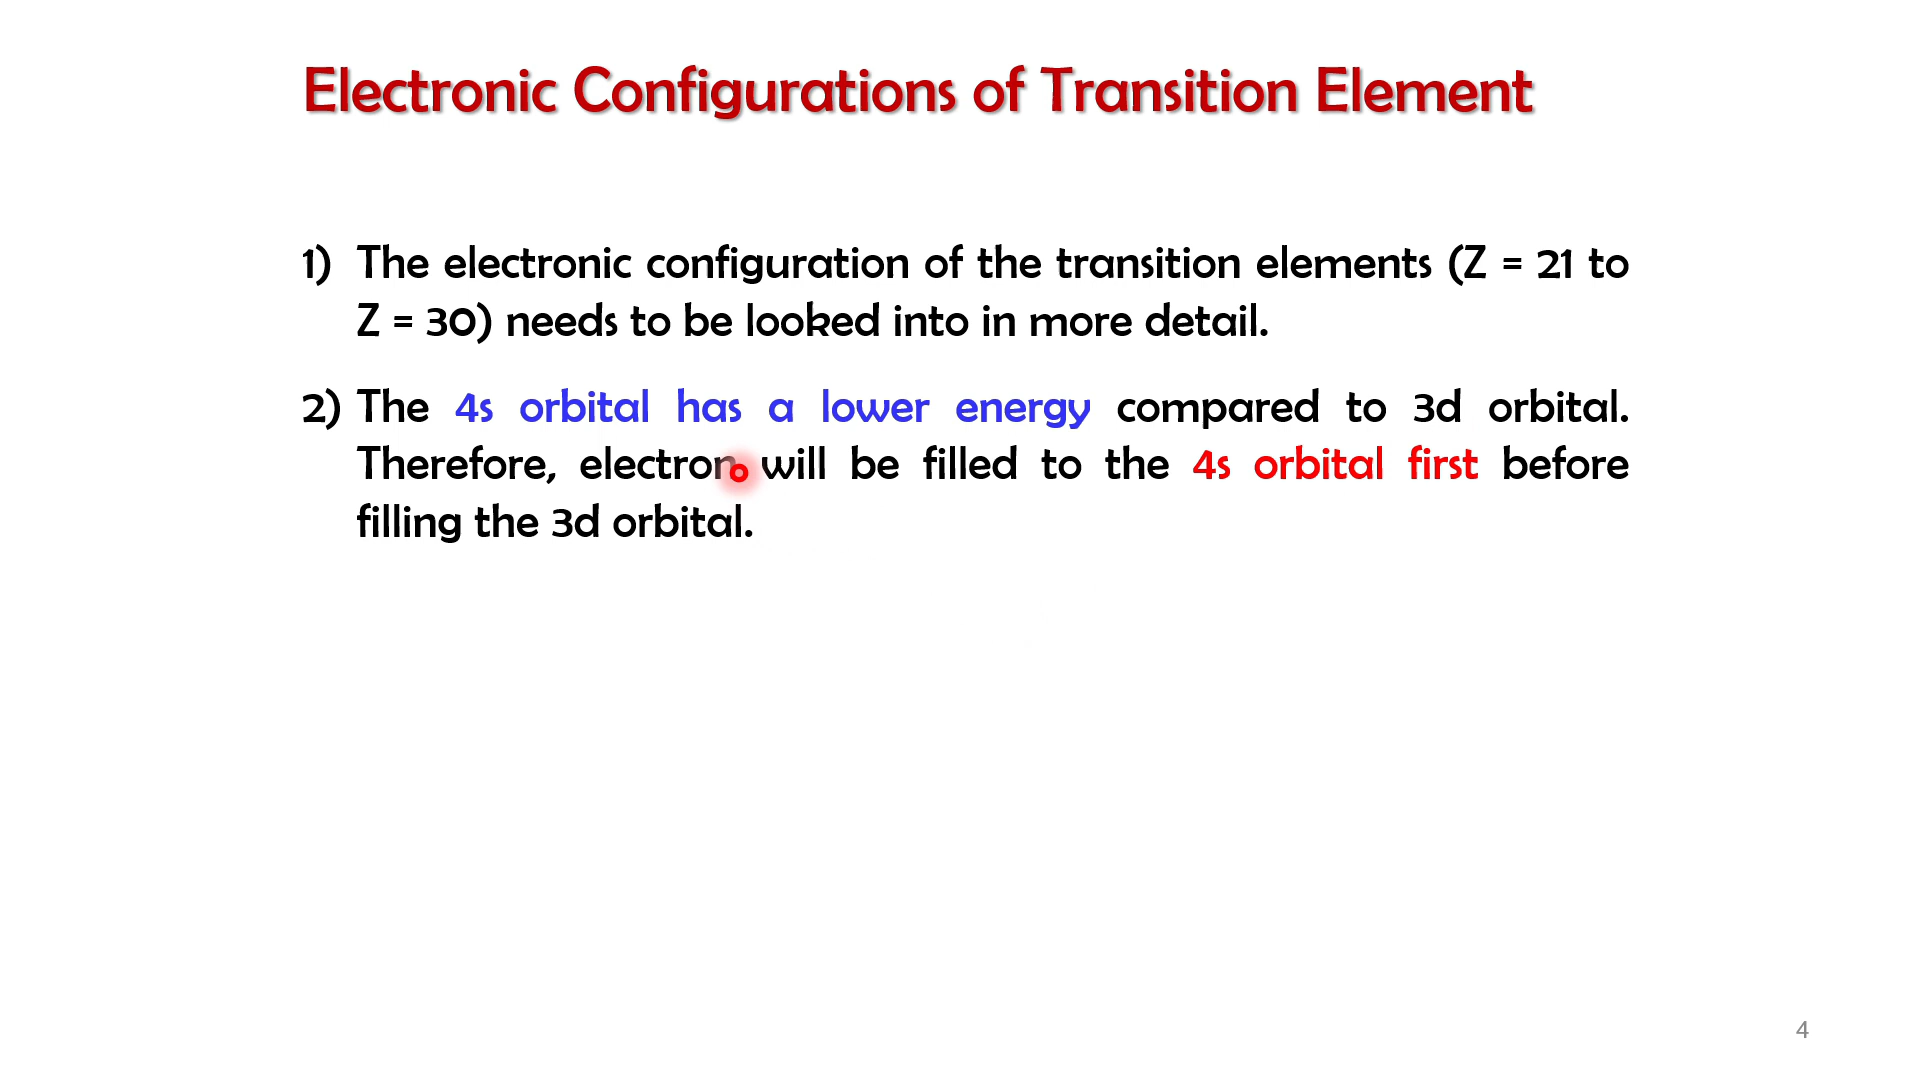 Electronic Configurations of Transition Element
1) The electronic configuration of the transition elements (Z = 21 to
Z = 30) needs to be looked into in more detail.
2) The 4s orbital has a lower energy compared to 3d orbital.
Therefore, electron will be filled to the 4s orbital first before
filling the 3d orbital.
4